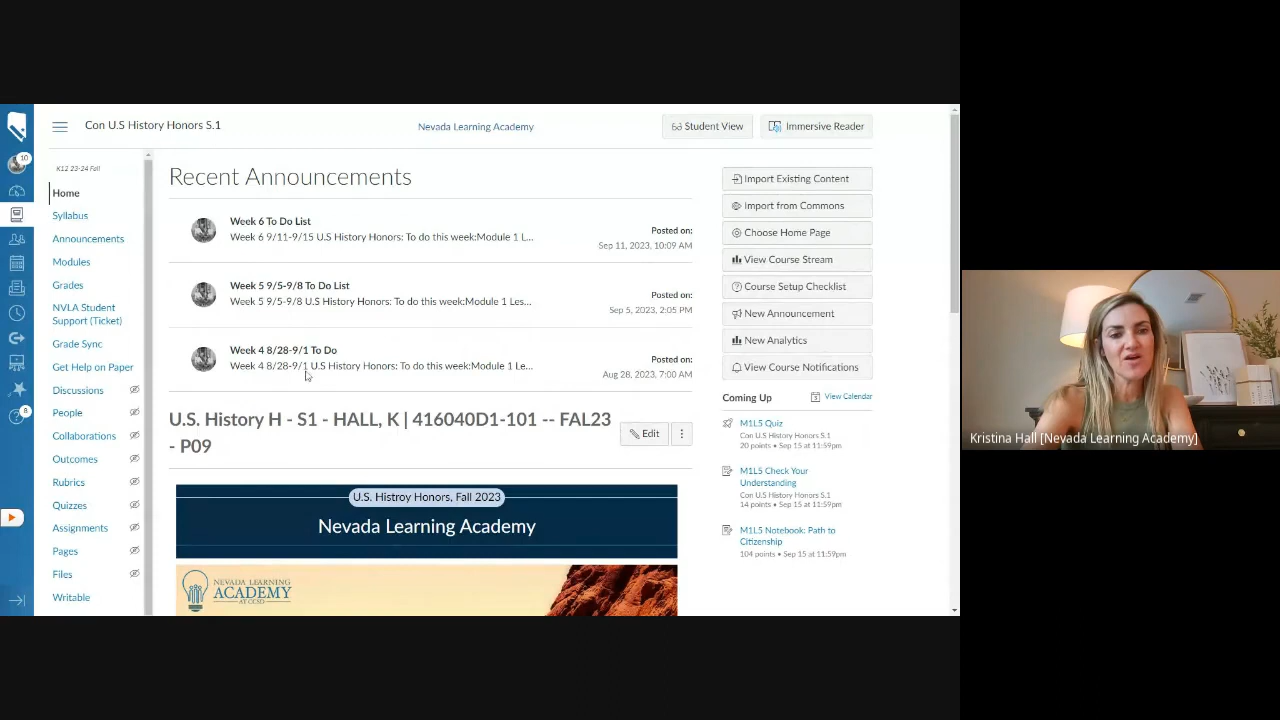 Con U.S History Honors S.1
Nevada Learning Academy
Student View
Immersive Reader
10
8
K12 23-24 Fall
Home
Syllabus
Announcements
Modules
Grades
NVLA Student
Support (Ticket)
Grade Sync
Get Help on Paper
Discussions
People
Collaborations
Outcomes
Rubrics
Quizzes
Assignments
Pages
Files
Writable
Recent Announcements
Week 6 To Do List
Week 6 9/11-9/15 U.S History Honors: To do this week:Module 1 L...
Posted on:
Sep 11, 2023, 10:09 AM
Week 5 9/5-9/8 To Do List
Week 5 9/5-9/8 U.S History Honors: To do this week:Module 1 Les...
Posted on:
Sep 5, 2023, 2:05 PM
Week 4 8/28-9/1 To Do
Week 4 8/28-9/1 U.S History Honors: To do this week:Module 1 Le...
Posted on:
Aug 28, 2023, 7:00 AM
U.S. History H - S1 - HALL, K | 416040D1-101 -- FAL23
- P09
Edit
U.S. Histroy Honors, Fall 2023
Nevada Learning Academy
NEVADA LEARNING
ACADEMY
AT CCSD
Import Existing Content
Import from Commons
Choose Home Page
View Course Stream
Course Setup Checklist
New Announcement
New Analytics
View Course Notifications
Coming Up
View Calendar
M1L5 Quiz
Con U.S History Honors S.1
20 points • Sep 15 at 11:59pm
M1L5 Check Your
Understanding
Con U.S History Honors S.1
14 points • Sep 15 at 11:59pm
M1L5 Notebook: Path to
Citizenship
104 points • Sep 15 at 11:59pm
Kristina Hall [Nevada Learning Academy]